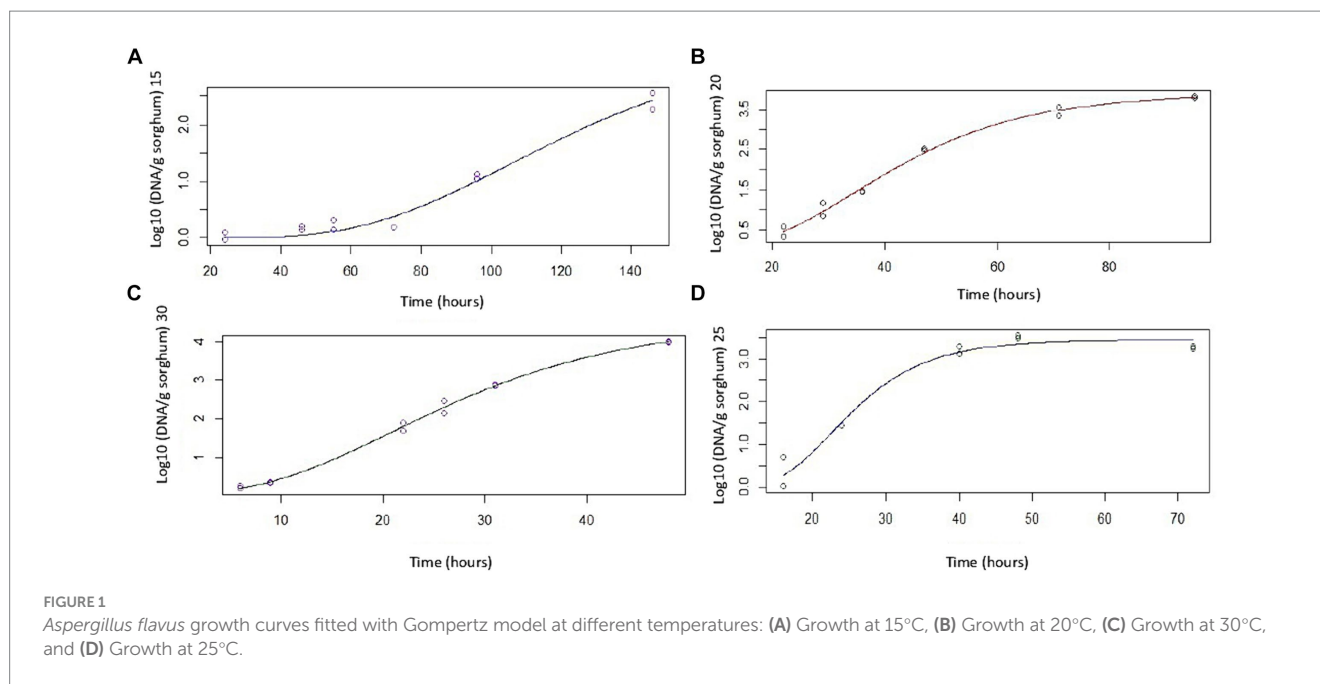 A
Log10 (DNA/g sorghum) 15
0.0 1.0 2.0
20 40 60 80 100 120 140
Time (hours)
B
Log10 (DNA/g sorghum) 20
0.5 1.5 2.5 3.5
20 40 60 80
Time (hours)
C
Log10 (DNA/g sorghum) 30
1 2 3 4
10 20 30 40
Time (hours)
D
Log10 (DNA/g sorghum) 25
0.0 1.0 2.0 3.0
20 30 40 50 60 70
Time (hours)
FIGURE 1
Aspergillus flavus growth curves fitted with Gompertz model at different temperatures: (A) Growth at 15°C, (B) Growth at 20°C, (C) Growth at 30°C,
and (D) Growth at 25°C.